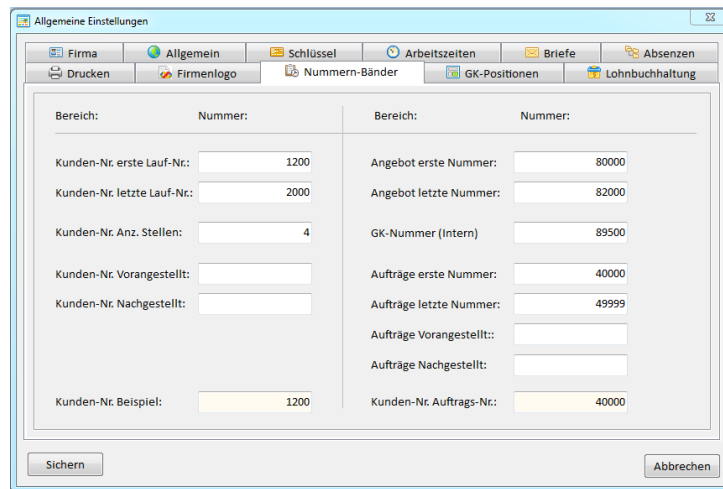 Allgemeine Einstellungen
Firma Allgemein Schlüssel Arbeitszeiten Briefe Absenzen
Drucken Firmenlogo Nummern-Bänder GK-Positionen Lohnbuchhaltung
Bereich: Nummer: Bereich: Nummer:
Kunden-Nr. erste Lauf-Nr.: 1200 Angebot erste Nummer: 80000
Kunden-Nr. letzte Lauf-Nr.: 2000 Angebot letzte Nummer: 82000
Kunden-Nr. Anz. Stellen: 4 GK-Nummer (Intern) 89500
Kunden-Nr. Vorangestellt: Aufträge erste Nummer: 40000
Kunden-Nr. Nachgestellt: Aufträge letzte Nummer: 49999
Aufträge Vorangestellt::
Aufträge Nachgestellt:
Kunden-Nr. Beispiel: 1200 Kunden-Nr. Auftrags-Nr.: 40000
Sichern Abbrechen